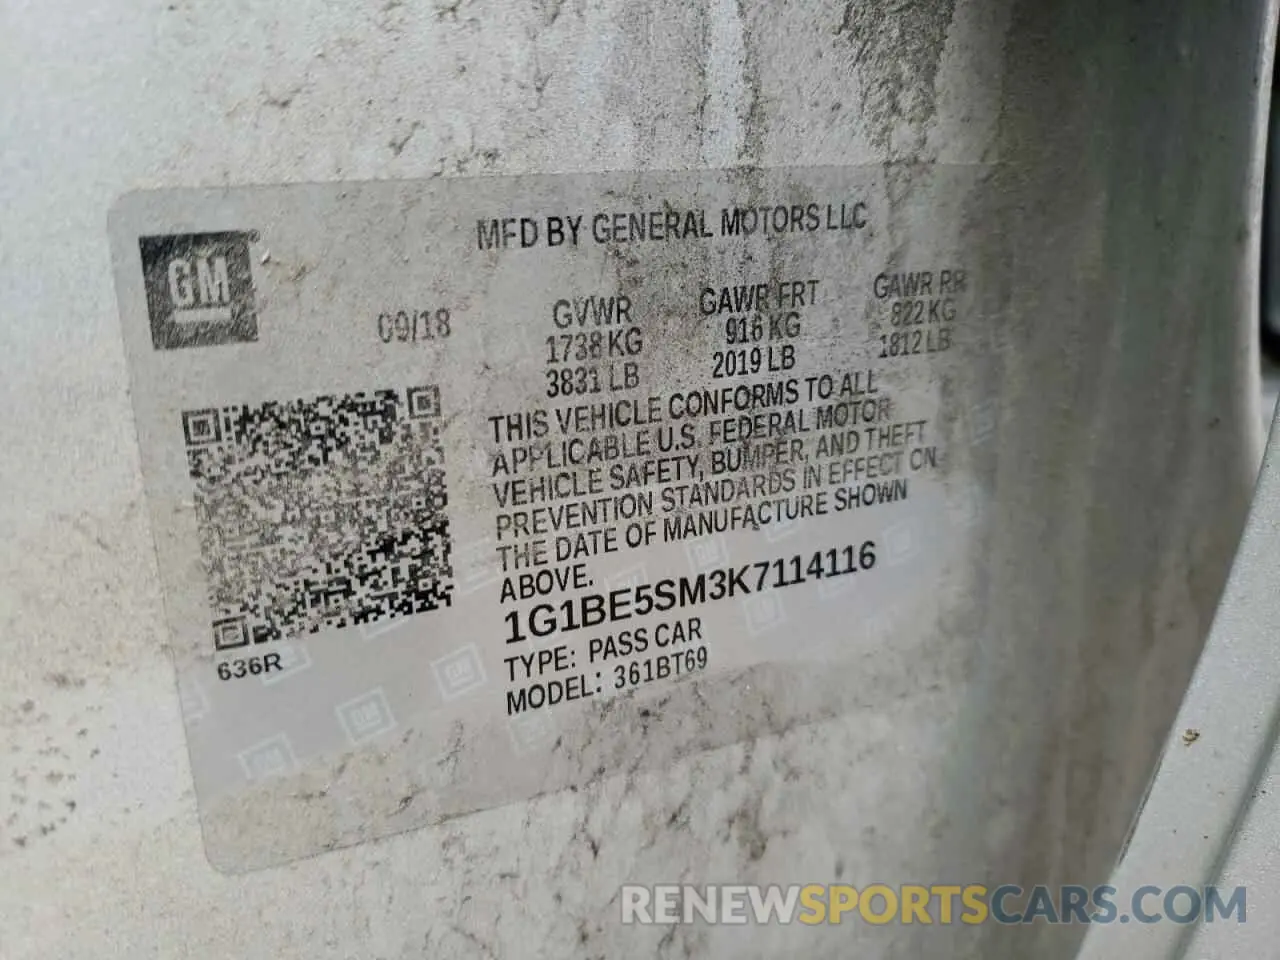 MFD BY GENERAL MOTORS LLC
GM
09/18
GVWR GAWR FRT GAWR RR
1738 KG 916 KG 822 KG
3831 LB 2019 LB 1812 LB
THIS VEHICLE CONFORMS TO ALL
APPLICABLE U.S. FEDERAL MOTOR
VEHICLE SAFETY, BUMPER, AND THEFT
PREVENTION STANDARDS IN EFFECT ON
THE DATE OF MANUFACTURE SHOWN
ABOVE.
1G1BE5SM3K7114116
TYPE: PASS CAR
MODEL: 361BT69
636R
RENEWSPORTSCARS.COM